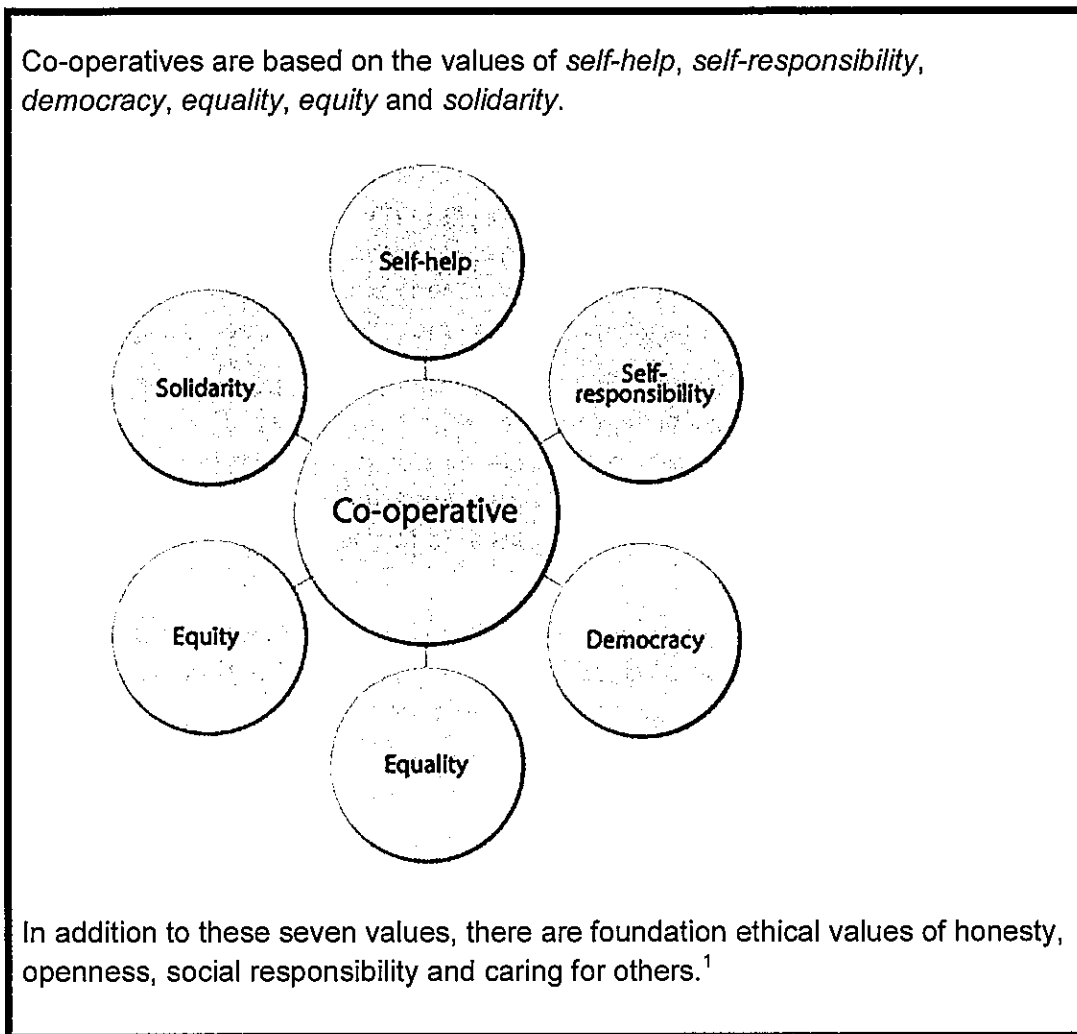 Co-operatives are based on the values of self-help, self-responsibility,
democracy, equality, equity and solidarity.
Self-help
Solidarity
Self-
responsibility
Co-operative
Equity
Democracy
Equality
In addition to these seven values, there are foundation ethical values of honesty,
openness, social responsibility and caring for others.1